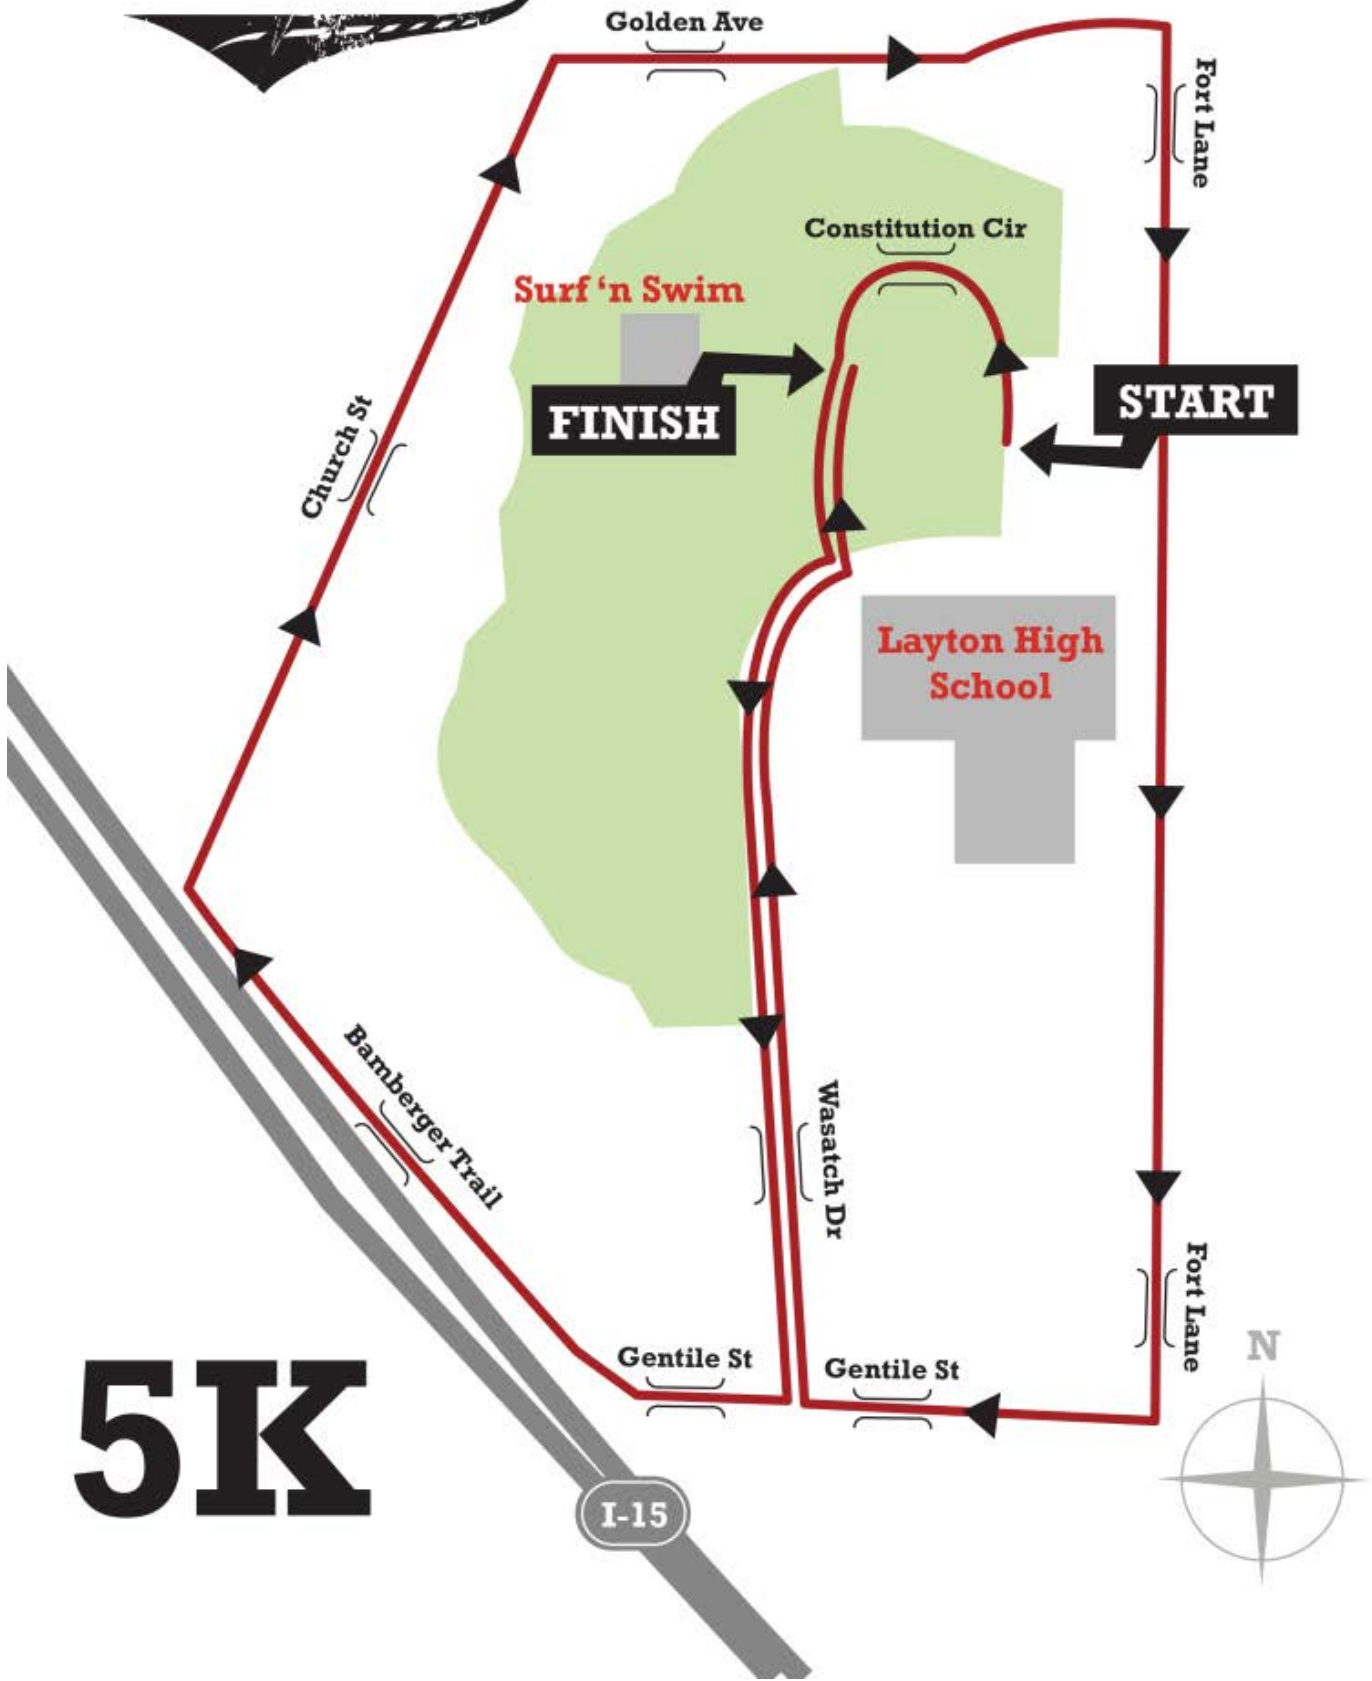 Golden Ave
Fort Lane
Constitution Cir
Surf ‘n Swim
FINISH
START
Church St
Layton High
School
Bamberger Trail
Wasatch Dr
Fort Lane
Gentile St
Gentile St
N
5K
I-15